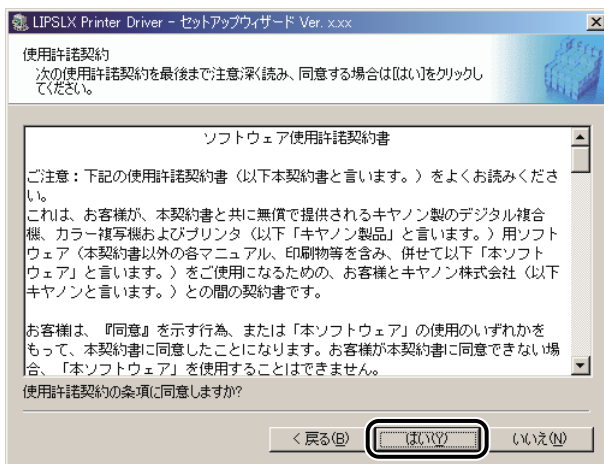 LIPSLX Printer Driver - セットアップウィザード Ver. x.xx
使用許諾契約
次の使用許諾契約を最後まで注意深く読み、同意する場合は[はい]をクリックし
てください。
ソフトウェア使用許諾契約書
ご注意：下記の使用許諾契約書（以下本契約書と言います。）をよくお読みくださ
い。
これは、お客様が、本契約書と共に無償で提供されるキヤノン製のデジタル複合
機、カラー複写機およびプリンタ（以下「キヤノン製品」と言います。）用ソフト
ウェア（本契約書以外の各マニュアル、印刷物等を含み、併せて以下「本ソフト
ウェア」と言います。）をご使用になるための、お客様とキヤノン株式会社（以下
キヤノンと言います。）との間の契約書です。
お客様は、『同意』を示す行為、または「本ソフトウェア」の使用のいずれかを
もって、本契約書に同意したことになります。お客様が本契約書に同意できない場
合、「本ソフトウェア」を使用することはできません。
使用許諾契約の条項に同意しますか?
< 戻る(B) はい(Y) いいえ(N)